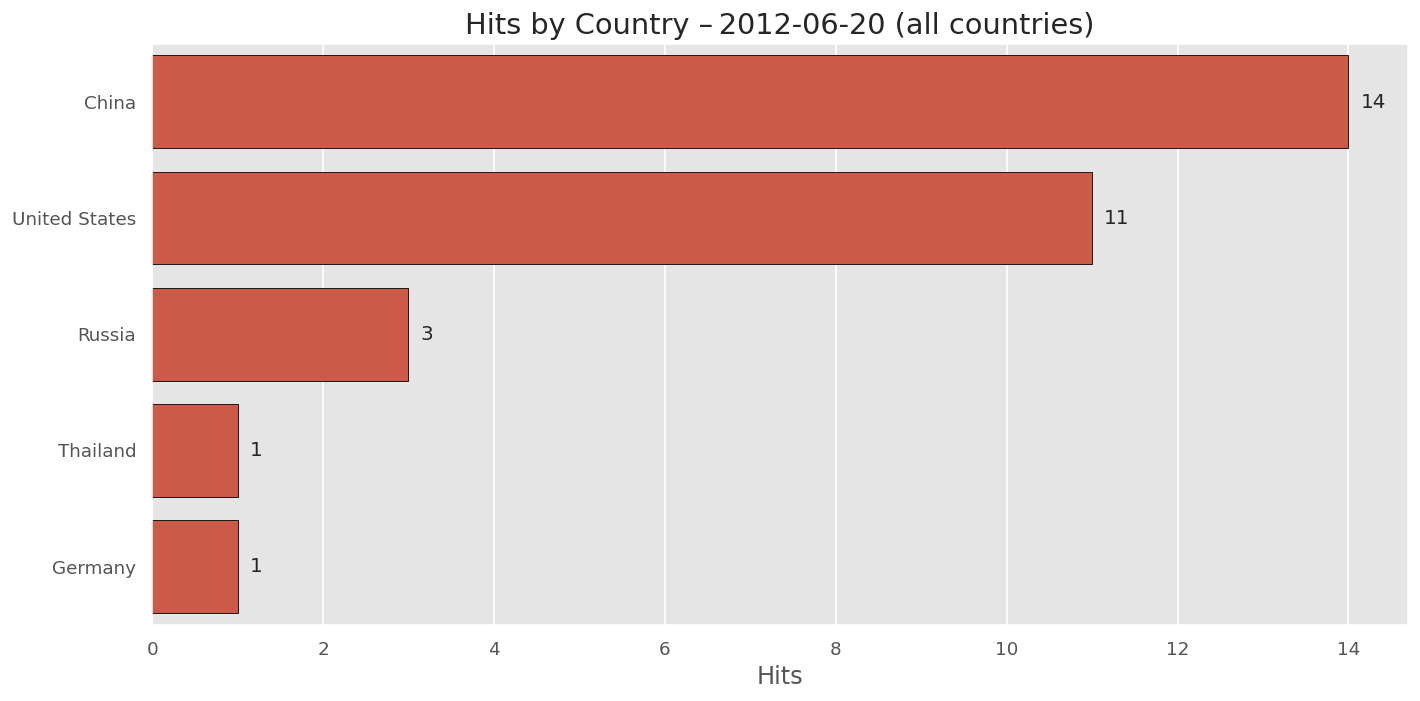 Hits by Country – 2012-06-20 (all countries)
China
14
United States
11
Russia
3
Thailand
1
Germany
1
0 2 4 6 8 10 12 14
Hits